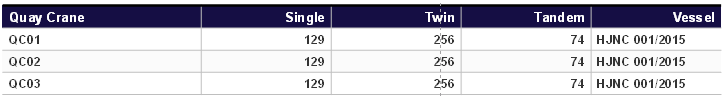 Quay Crane Single Twin Tandem Vessel
QC01 129 256 74 HJNC 001/2015
QC02 129 256 74 HJNC 001/2015
QC03 129 256 74 HJNC 001/2015